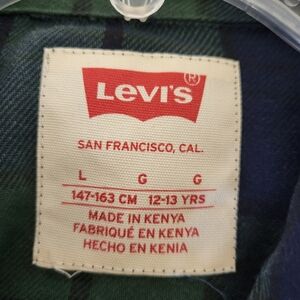 LEVI'S ®
SAN FRANCISCO, CAL.
L G G
147-163 CM 12-13 YRS
MADE IN KENYA
FABRIQUÉ EN KENYA
HECHO EN KENIA